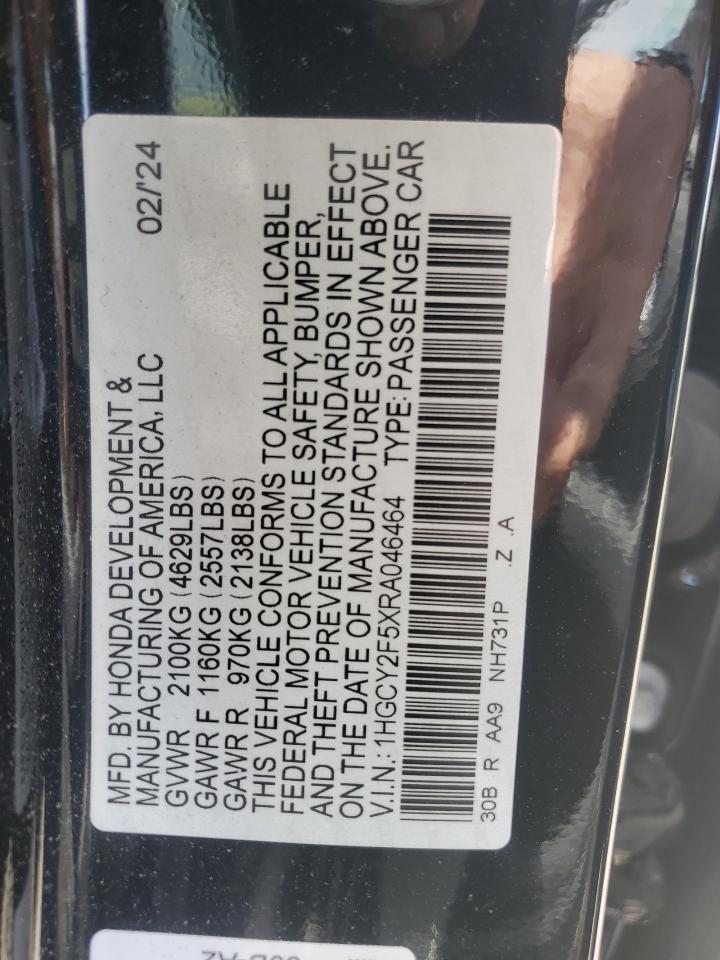 MFD. BY HONDA DEVELOPMENT &
MANUFACTURING OF AMERICA, LLC 02/'24
GVWR 2100KG (4629LBS)
GAWR F 1160KG (2557LBS)
GAWR R 970KG (2138LBS)
THIS VEHICLE CONFORMS TO ALL APPLICABLE
FEDERAL MOTOR VEHICLE SAFETY, BUMPER,
AND THEFT PREVENTION STANDARDS IN EFFECT
ON THE DATE OF MANUFACTURE SHOWN ABOVE.
V.I.N.: 1HGCY2F5XRA046464 TYPE: PASSENGER CAR
30B R AA9 NH731P .Z .A